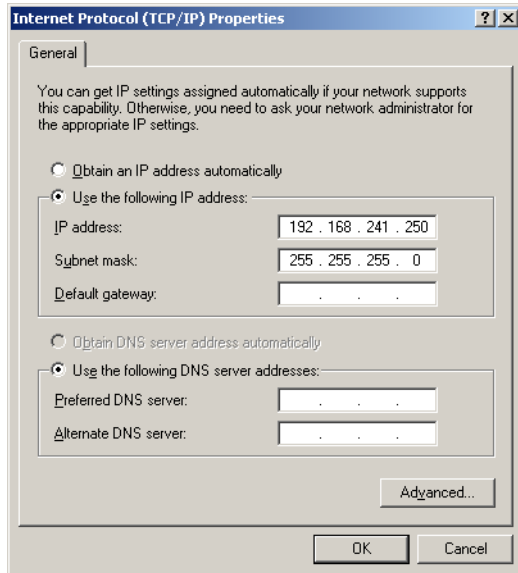 Internet Protocol (TCP/IP) Properties
General
You can get IP settings assigned automatically if your network supports
this capability. Otherwise, you need to ask your network administrator for
the appropriate IP settings.
Obtain an IP address automatically
Use the following IP address:
IP address: 192 . 168 . 241 . 250
Subnet mask: 255 . 255 . 255 . 0
Default gateway: . . .
Obtain DNS server address automatically
Use the following DNS server addresses:
Preferred DNS server: . . .
Alternate DNS server: . . .
Advanced...
OK Cancel